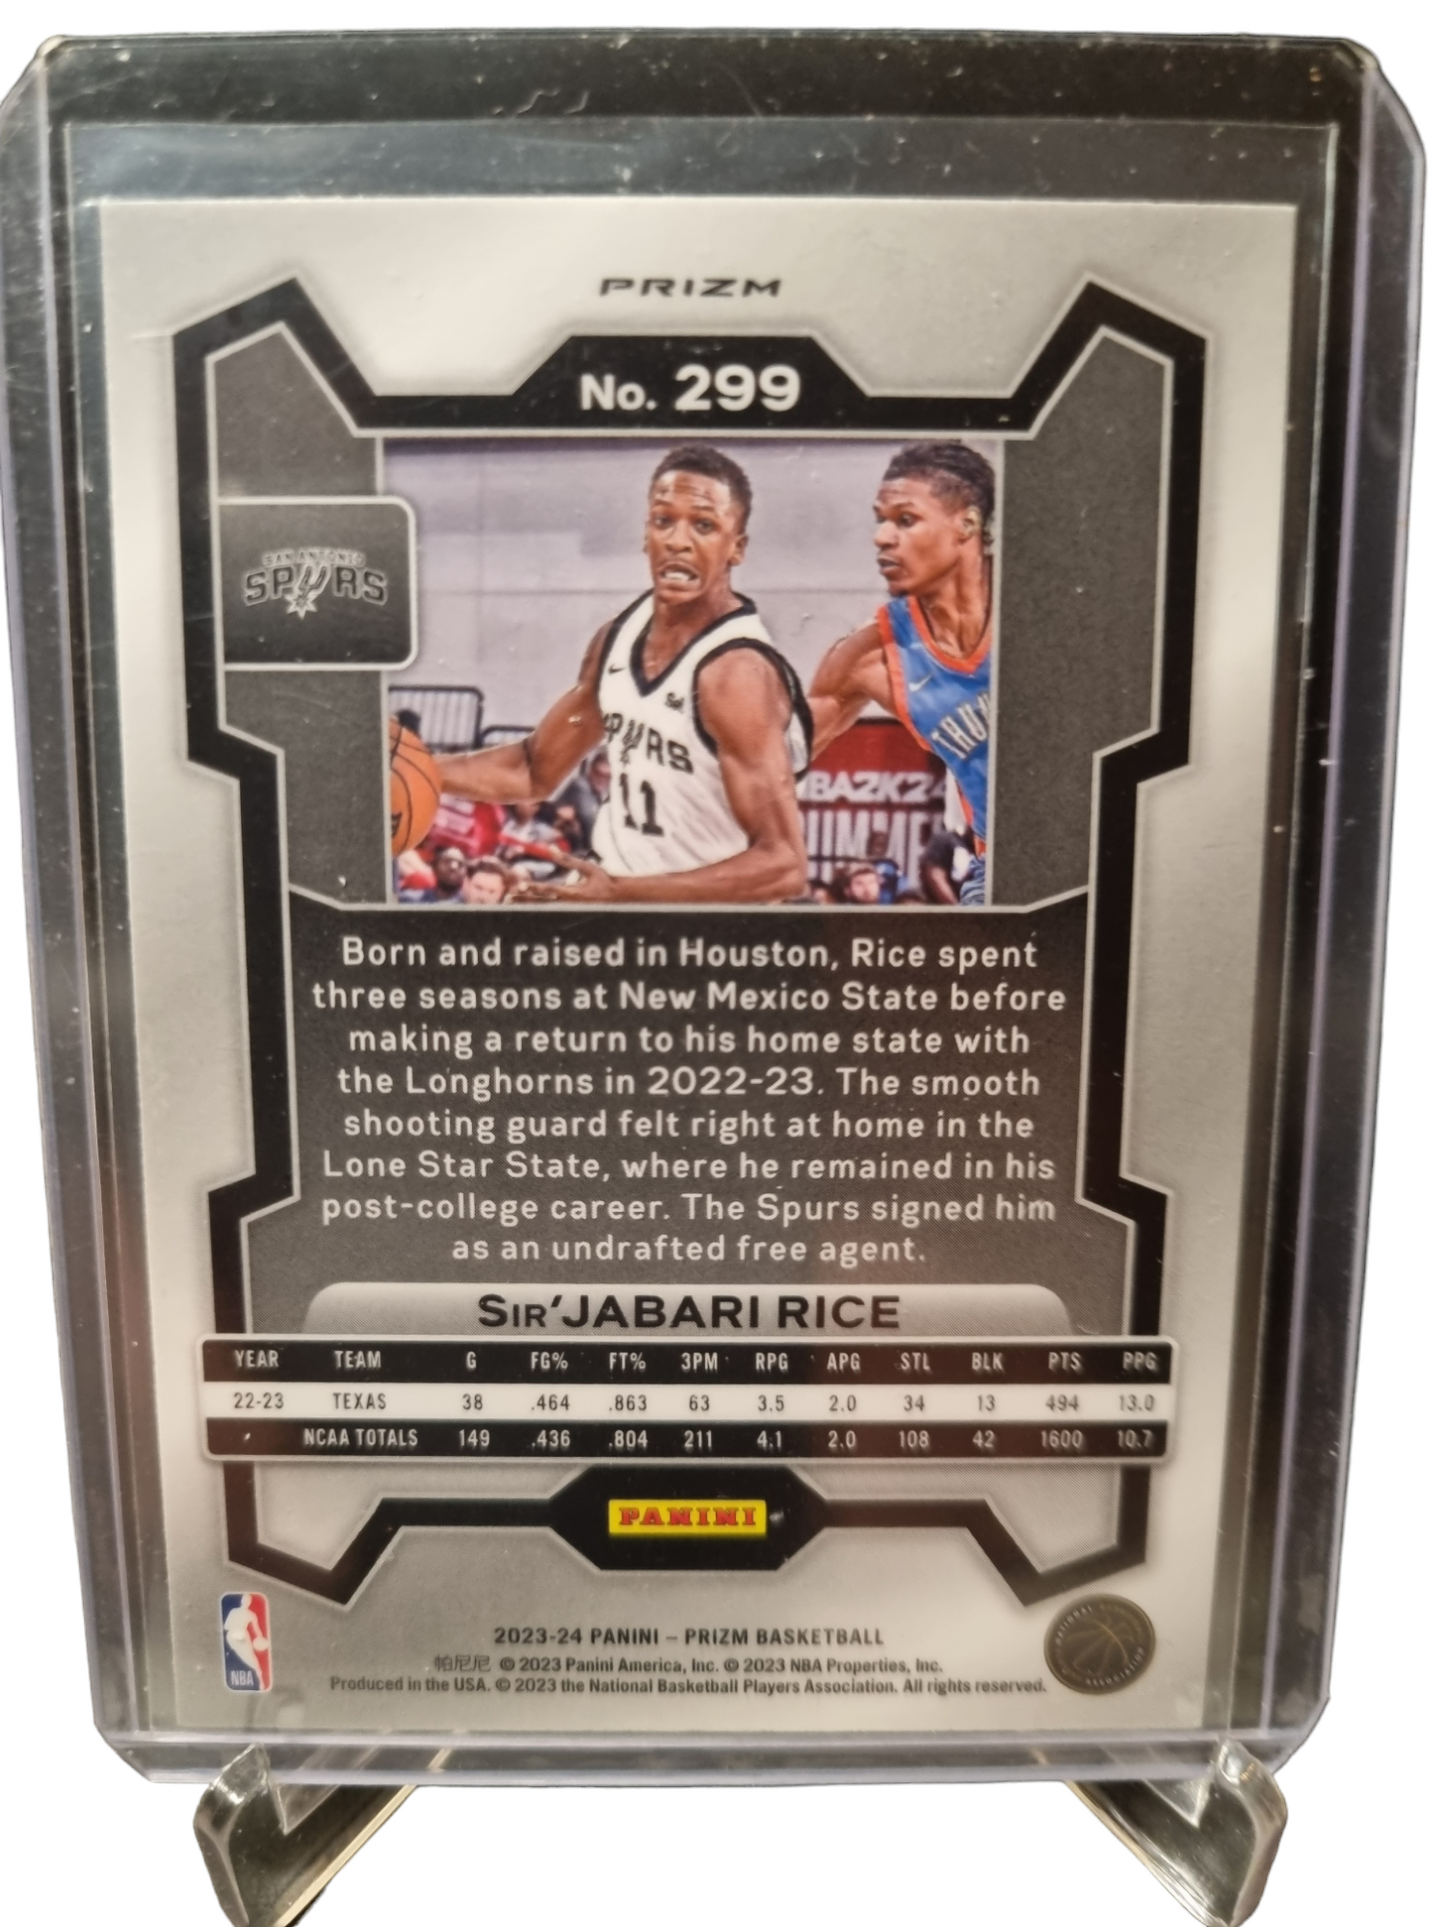 PRIZM
No. 299
SAN ANTONIO
SPURS
SPURS
11
THUN
BA2K24
UMME
Born and raised in Houston, Rice spent
three seasons at New Mexico State before
making a return to his home state with
the Longhorns in 2022-23. The smooth
shooting guard felt right at home in the
Lone Star State, where he remained in his
post-college career. The Spurs signed him
as an undrafted free agent.
SIR'JABARI RICE
YEAR TEAM G FG% FT% 3PM RPG APG STL BLK PTS PPG
22-23 TEXAS 38 .464 .863 63 3.5 2.0 34 13 494 13.0
NCAA TOTALS 149 .436 .804 211 4.1 2.0 108 42 1600 10.7
PANINI
NBA
2023-24 PANINI – PRIZM BASKETBALL
帕尼尼 © 2023 Panini America, Inc. © 2023 NBA Properties, Inc.
Produced in the USA. © 2023 the National Basketball Players Association. All rights reserved.
NATIONAL
ASSOCIATION